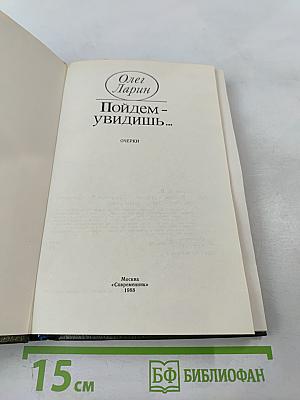 Олег
Ларин
Пойдем –
увидишь...
ОЧЕРКИ
Москва
«Современник»
1988
15 см
БФ БИБЛИОФАН